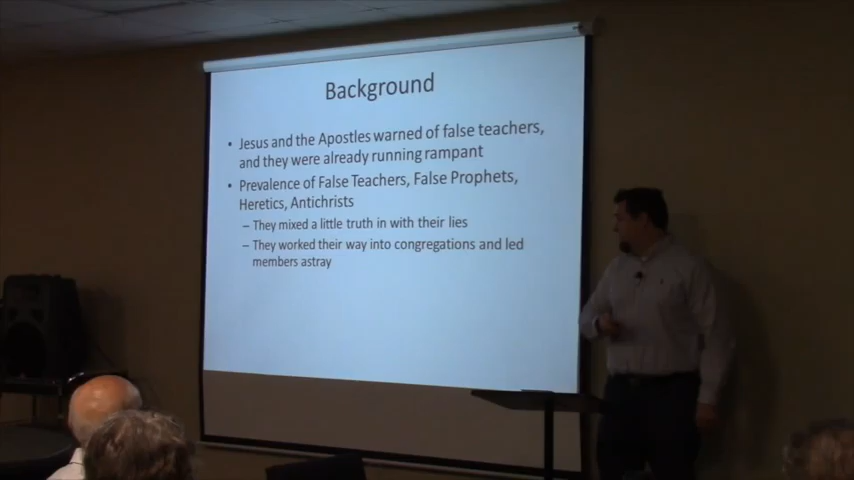 Background
• Jesus and the Apostles warned of false teachers,
and they were already running rampant
• Prevalence of False Teachers, False Prophets,
Heretics, Antichrists
– They mixed a little truth in with their lies
– They worked their way into congregations and led
members astray